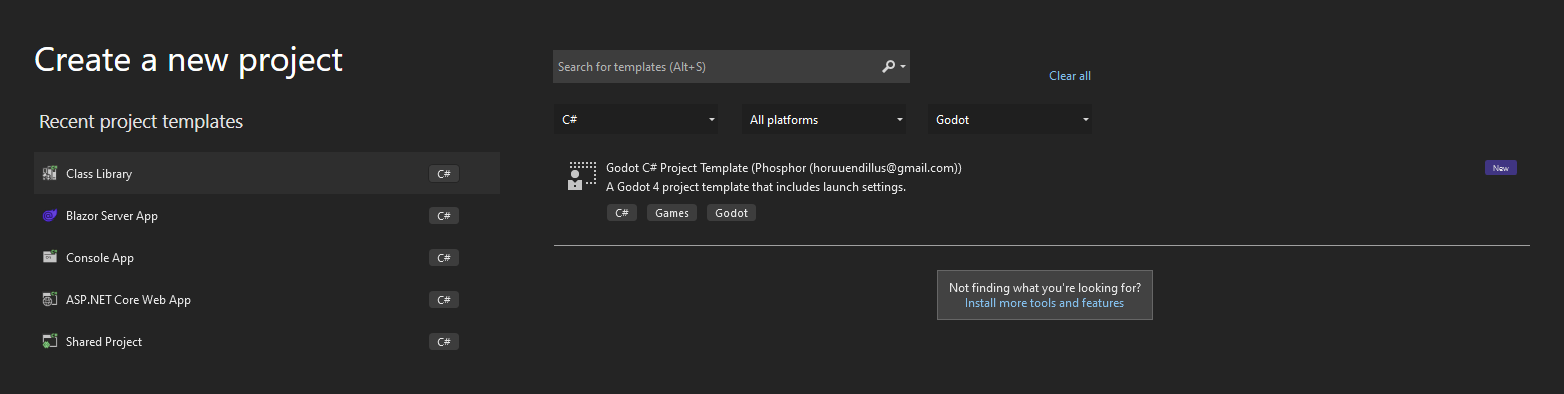 Create a new project
Recent project templates
Class Library C#
Blazor Server App C#
Console App C#
ASP.NET Core Web App C#
Shared Project C#
Search for templates (Alt+S)
Clear all
C# All platforms Godot
Godot C# Project Template (Phosphor (horuuendillus@gmail.com))
New
A Godot 4 project template that includes launch settings.
C# Games Godot
Not finding what you're looking for?
Install more tools and features